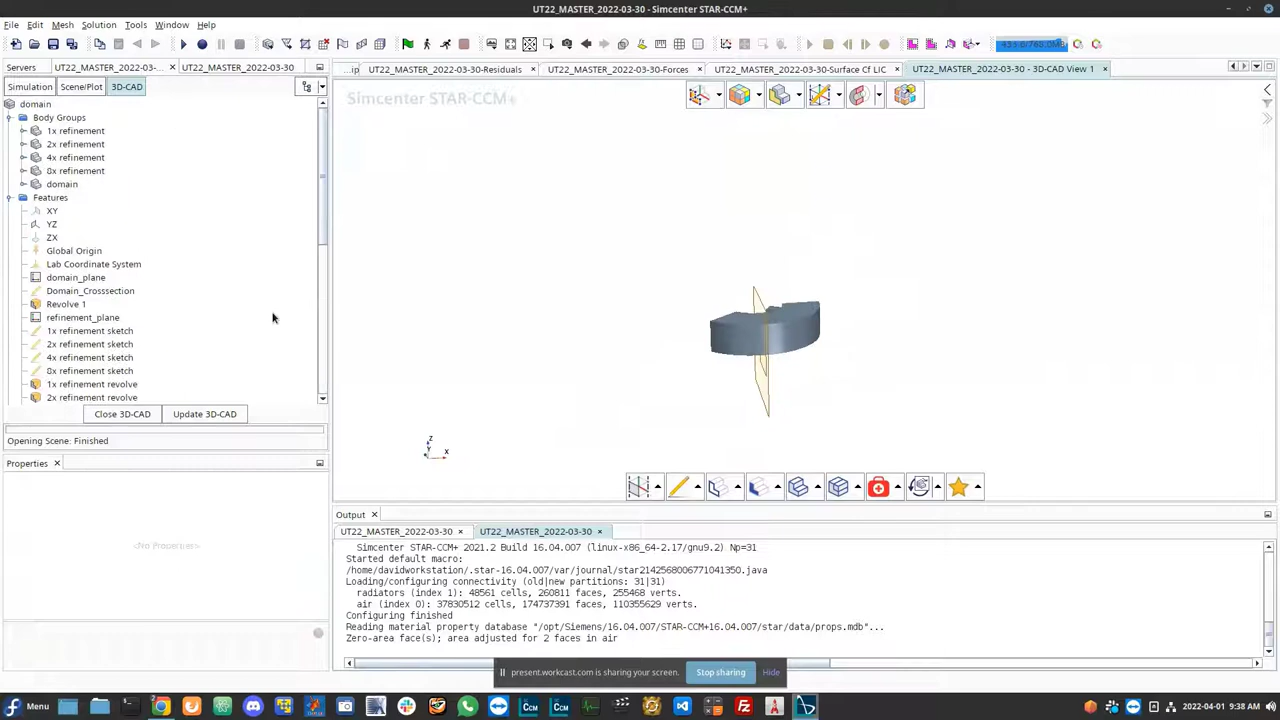 UT22_MASTER_2022-03-30 - Simcenter STAR-CCM+
File Edit Mesh Solution Tools Window Help
433.8/768.0MB
Servers UT22_MASTER_2022-03-... UT22_MASTER_2022-03-30
...ip UT22_MASTER_2022-03-30-Residuals UT22_MASTER_2022-03-30-Forces UT22_MASTER_2022-03-30-Surface Cf LIC UT22_MASTER_2022-03-30 - 3D-CAD View 1
Simulation Scene/Plot 3D-CAD
Simcenter STAR-CCM+
domain
Body Groups
1x refinement
2x refinement
4x refinement
8x refinement
domain
Features
XY
YZ
ZX
Global Origin
Lab Coordinate System
domain_plane
Domain_Crosssection
Revolve 1
refinement_plane
1x refinement sketch
2x refinement sketch
4x refinement sketch
8x refinement sketch
1x refinement revolve
2x refinement revolve
Close 3D-CAD Update 3D-CAD
Opening Scene: Finished
Z
Y
X
Properties
<No Properties>
Output
UT22_MASTER_2022-03-30 UT22_MASTER_2022-03-30
Simcenter STAR-CCM+ 2021.2 Build 16.04.007 (linux-x86_64-2.17/gnu9.2) Np=31
Started default macro:
/home/davidworkstation/.star-16.04.007/var/journal/star2142568006771041350.java
Loading/configuring connectivity (old|new partitions: 31|31)
radiators (index 1): 48561 cells, 260811 faces, 255468 verts.
air (index 0): 37830512 cells, 174737391 faces, 110355629 verts.
Configuring finished
Reading material property database "/opt/Siemens/16.04.007/STAR-CCM+16.04.007/star/data/props.mdb"...
Zero-area face(s); area adjusted for 2 faces in air
present.workcast.com is sharing your screen. Stop sharing Hide
Menu
CCM CCM
2022-04-01 9:38 AM